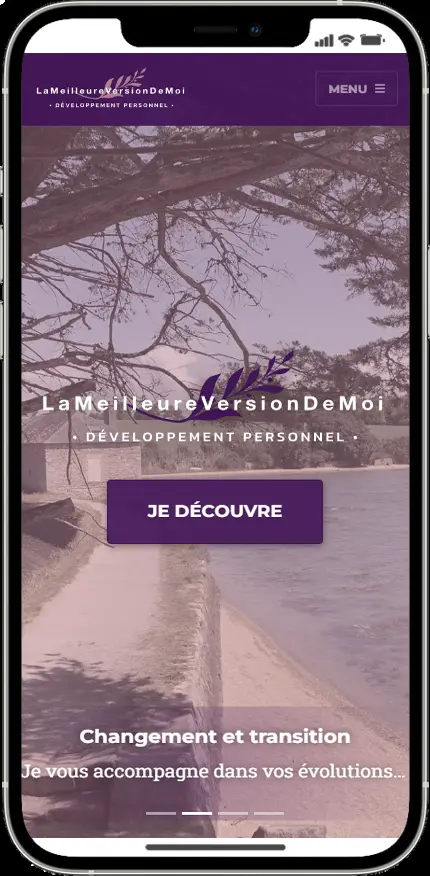 LaMeilleureVersionDeMoi
• DÉVELOPPEMENT PERSONNEL •
MENU ☰
LaMeilleureVersionDeMoi
• DÉVELOPPEMENT PERSONNEL •
JE DÉCOUVRE
Changement et transition
Je vous accompagne dans vos évolutions...